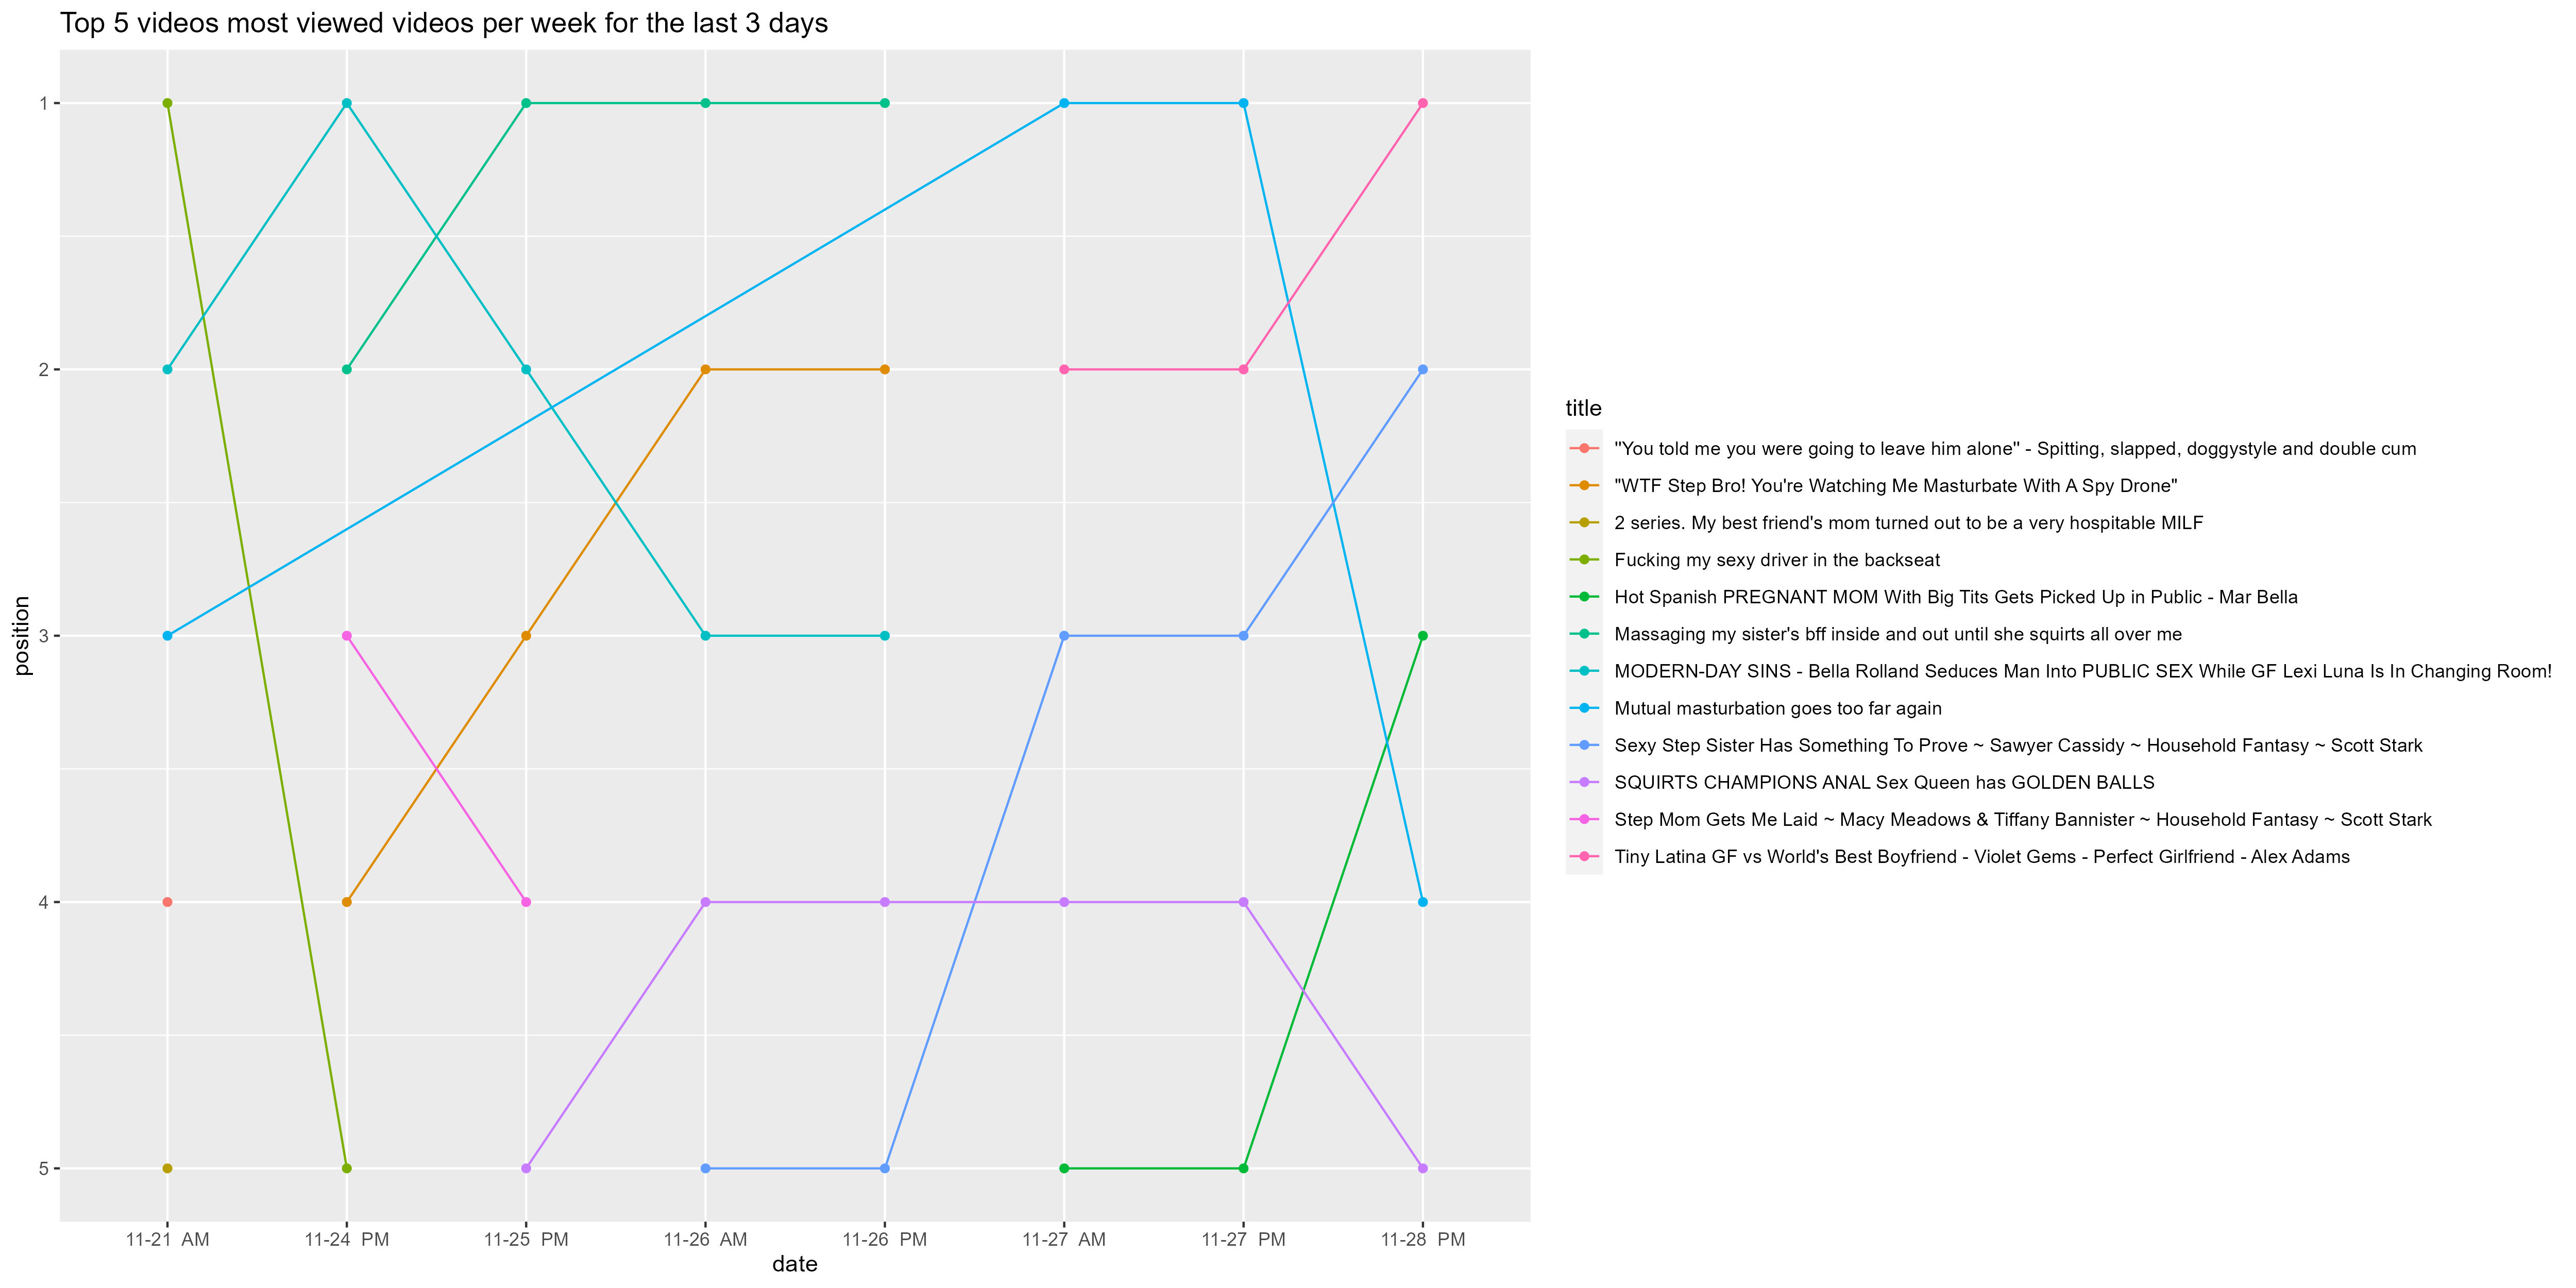 Top 5 videos most viewed videos per week for the last 3 days
1
2
3
4
5
position
11-21 AM
11-24 PM
11-25 PM
11-26 AM
11-26 PM
11-27 AM
11-27 PM
11-28 PM
date
title
"You told me you were going to leave him alone" - Spitting, slapped, doggystyle and double cum
"WTF Step Bro! You're Watching Me Masturbate With A Spy Drone"
2 series. My best friend's mom turned out to be a very hospitable MILF
Fucking my sexy driver in the backseat
Hot Spanish PREGNANT MOM With Big Tits Gets Picked Up in Public - Mar Bella
Massaging my sister's bff inside and out until she squirts all over me
MODERN-DAY SINS - Bella Rolland Seduces Man Into PUBLIC SEX While GF Lexi Luna Is In Changing Room!
Mutual masturbation goes too far again
Sexy Step Sister Has Something To Prove ~ Sawyer Cassidy ~ Household Fantasy ~ Scott Stark
SQUIRTS CHAMPIONS ANAL Sex Queen has GOLDEN BALLS
Step Mom Gets Me Laid ~ Macy Meadows & Tiffany Bannister ~ Household Fantasy ~ Scott Stark
Tiny Latina GF vs World's Best Boyfriend - Violet Gems - Perfect Girlfriend - Alex Adams